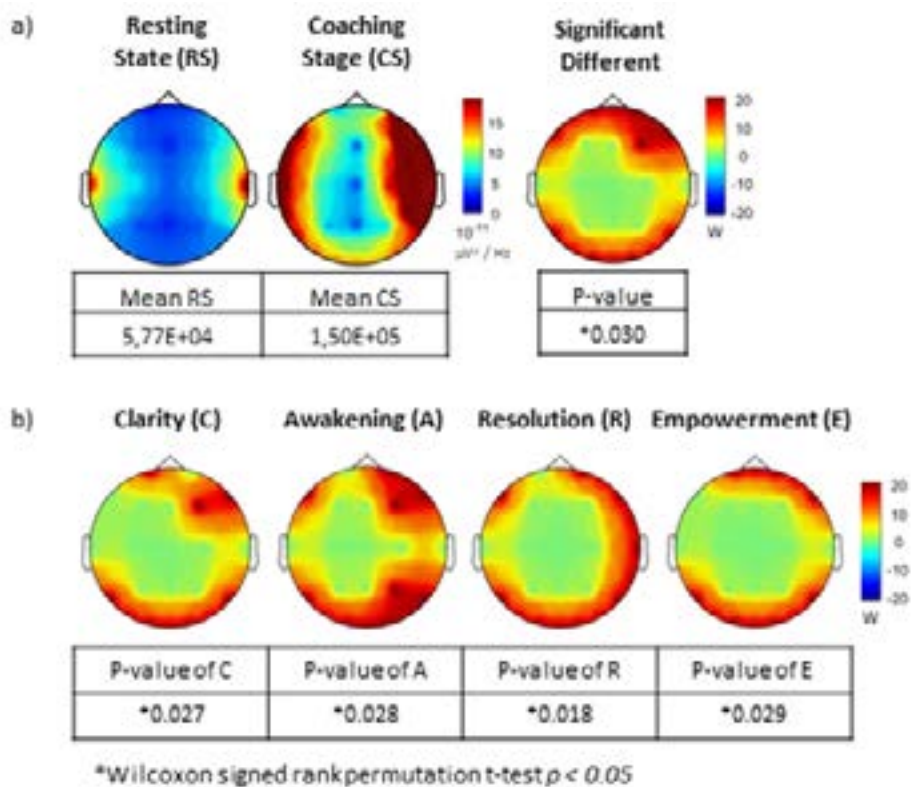 a)
Resting State (RS)
Coaching Stage (CS)
Significant Different
15
10
5
0
µV² / Hz
20
10
0
-10
-20
W
Mean RS
Mean CS
P-value
5,77E+04
1,50E+05
*0.030
b)
Clarity (C)
Awakening (A)
Resolution (R)
Empowerment (E)
20
10
0
-10
-20
W
P-value of C
P-value of A
P-value of R
P-value of E
*0.027
*0.028
*0.018
*0.029
*Wilcoxon signed rank permutation t-test p < 0.05